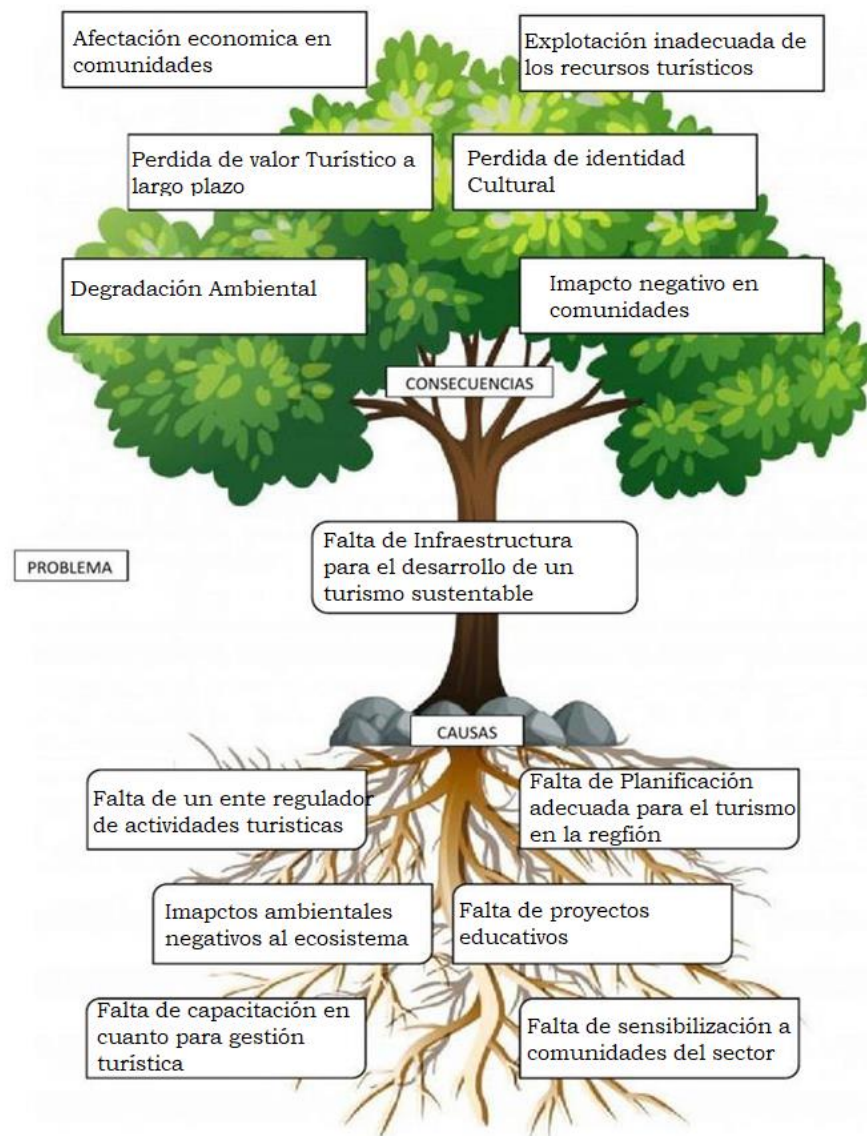 Afectación economica en
comunidades
Explotación inadecuada de
los recursos turísticos
Perdida de valor Turístico a
largo plazo
Perdida de identidad
Cultural
Degradación Ambiental
Imapcto negativo en
comunidades
CONSECUENCIAS
PROBLEMA
Falta de Infraestructura
para el desarrollo de un
turismo sustentable
CAUSAS
Falta de un ente regulador
de actividades turisticas
Falta de Planificación
adecuada para el turismo
en la regfión
Imapctos ambientales
negativos al ecosistema
Falta de proyectos
educativos
Falta de capacitación en
cuanto para gestión
turística
Falta de sensibilización a
comunidades del sector